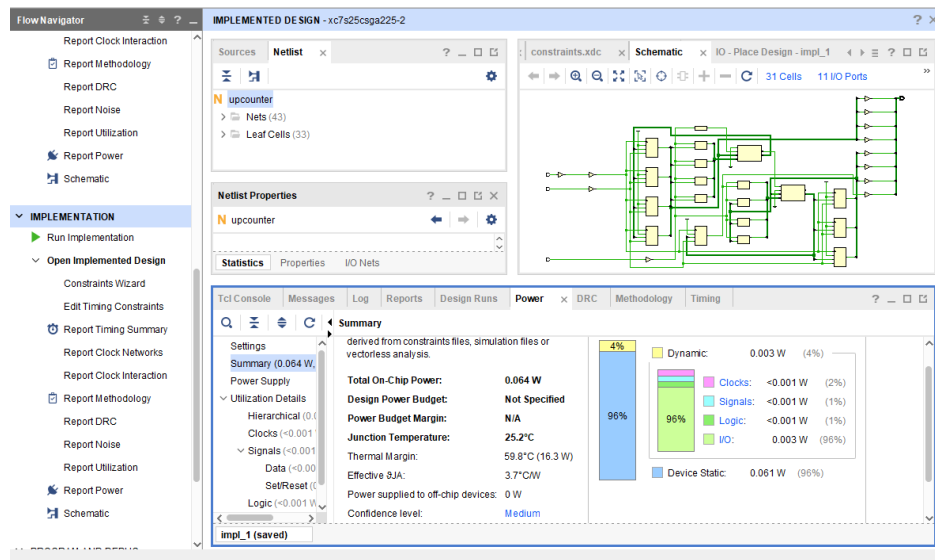 Flow Navigator
?
Report Clock Interaction
Report Methodology
Report DRC
Report Noise
Report Utilization
Report Power
Schematic
IMPLEMENTATION
Run Implementation
Open Implemented Design
Constraints Wizard
Edit Timing Constraints
Report Timing Summary
Report Clock Networks
Report Clock Interaction
Report Methodology
Report DRC
Report Noise
Report Utilization
Report Power
Schematic
IMPLEMENTED DESIGN - xc7s25csga225-2
?
Sources Netlist × ?
N upcounter
Nets (43)
Leaf Cells (33)
Netlist Properties ?
N upcounter
Statistics Properties I/O Nets
constraints.xdc × Schematic × IO - Place Design - impl_1 ?
31 Cells 11 I/O Ports »
Tcl Console Messages Log Reports Design Runs Power × DRC Methodology Timing ?
Summary
Settings
Summary (0.064 W,
Power Supply
Utilization Details
Hierarchical (0.0
Clocks (<0.001
Signals (<0.001
Data (<0.00
Set/Reset (0
Logic (<0.001 W
derived from constraints files, simulation files or
vectorless analysis.
Total On-Chip Power: 0.064 W
Design Power Budget: Not Specified
Power Budget Margin: N/A
Junction Temperature: 25.2°C
Thermal Margin: 59.8°C (16.3 W)
Effective ϑJA: 3.7°C/W
Power supplied to off-chip devices: 0 W
Confidence level: Medium
4%
96%
Dynamic: 0.003 W (4%)
96%
Clocks: <0.001 W (2%)
Signals: <0.001 W (1%)
Logic: <0.001 W (1%)
I/O: 0.003 W (96%)
Device Static: 0.061 W (96%)
impl_1 (saved)